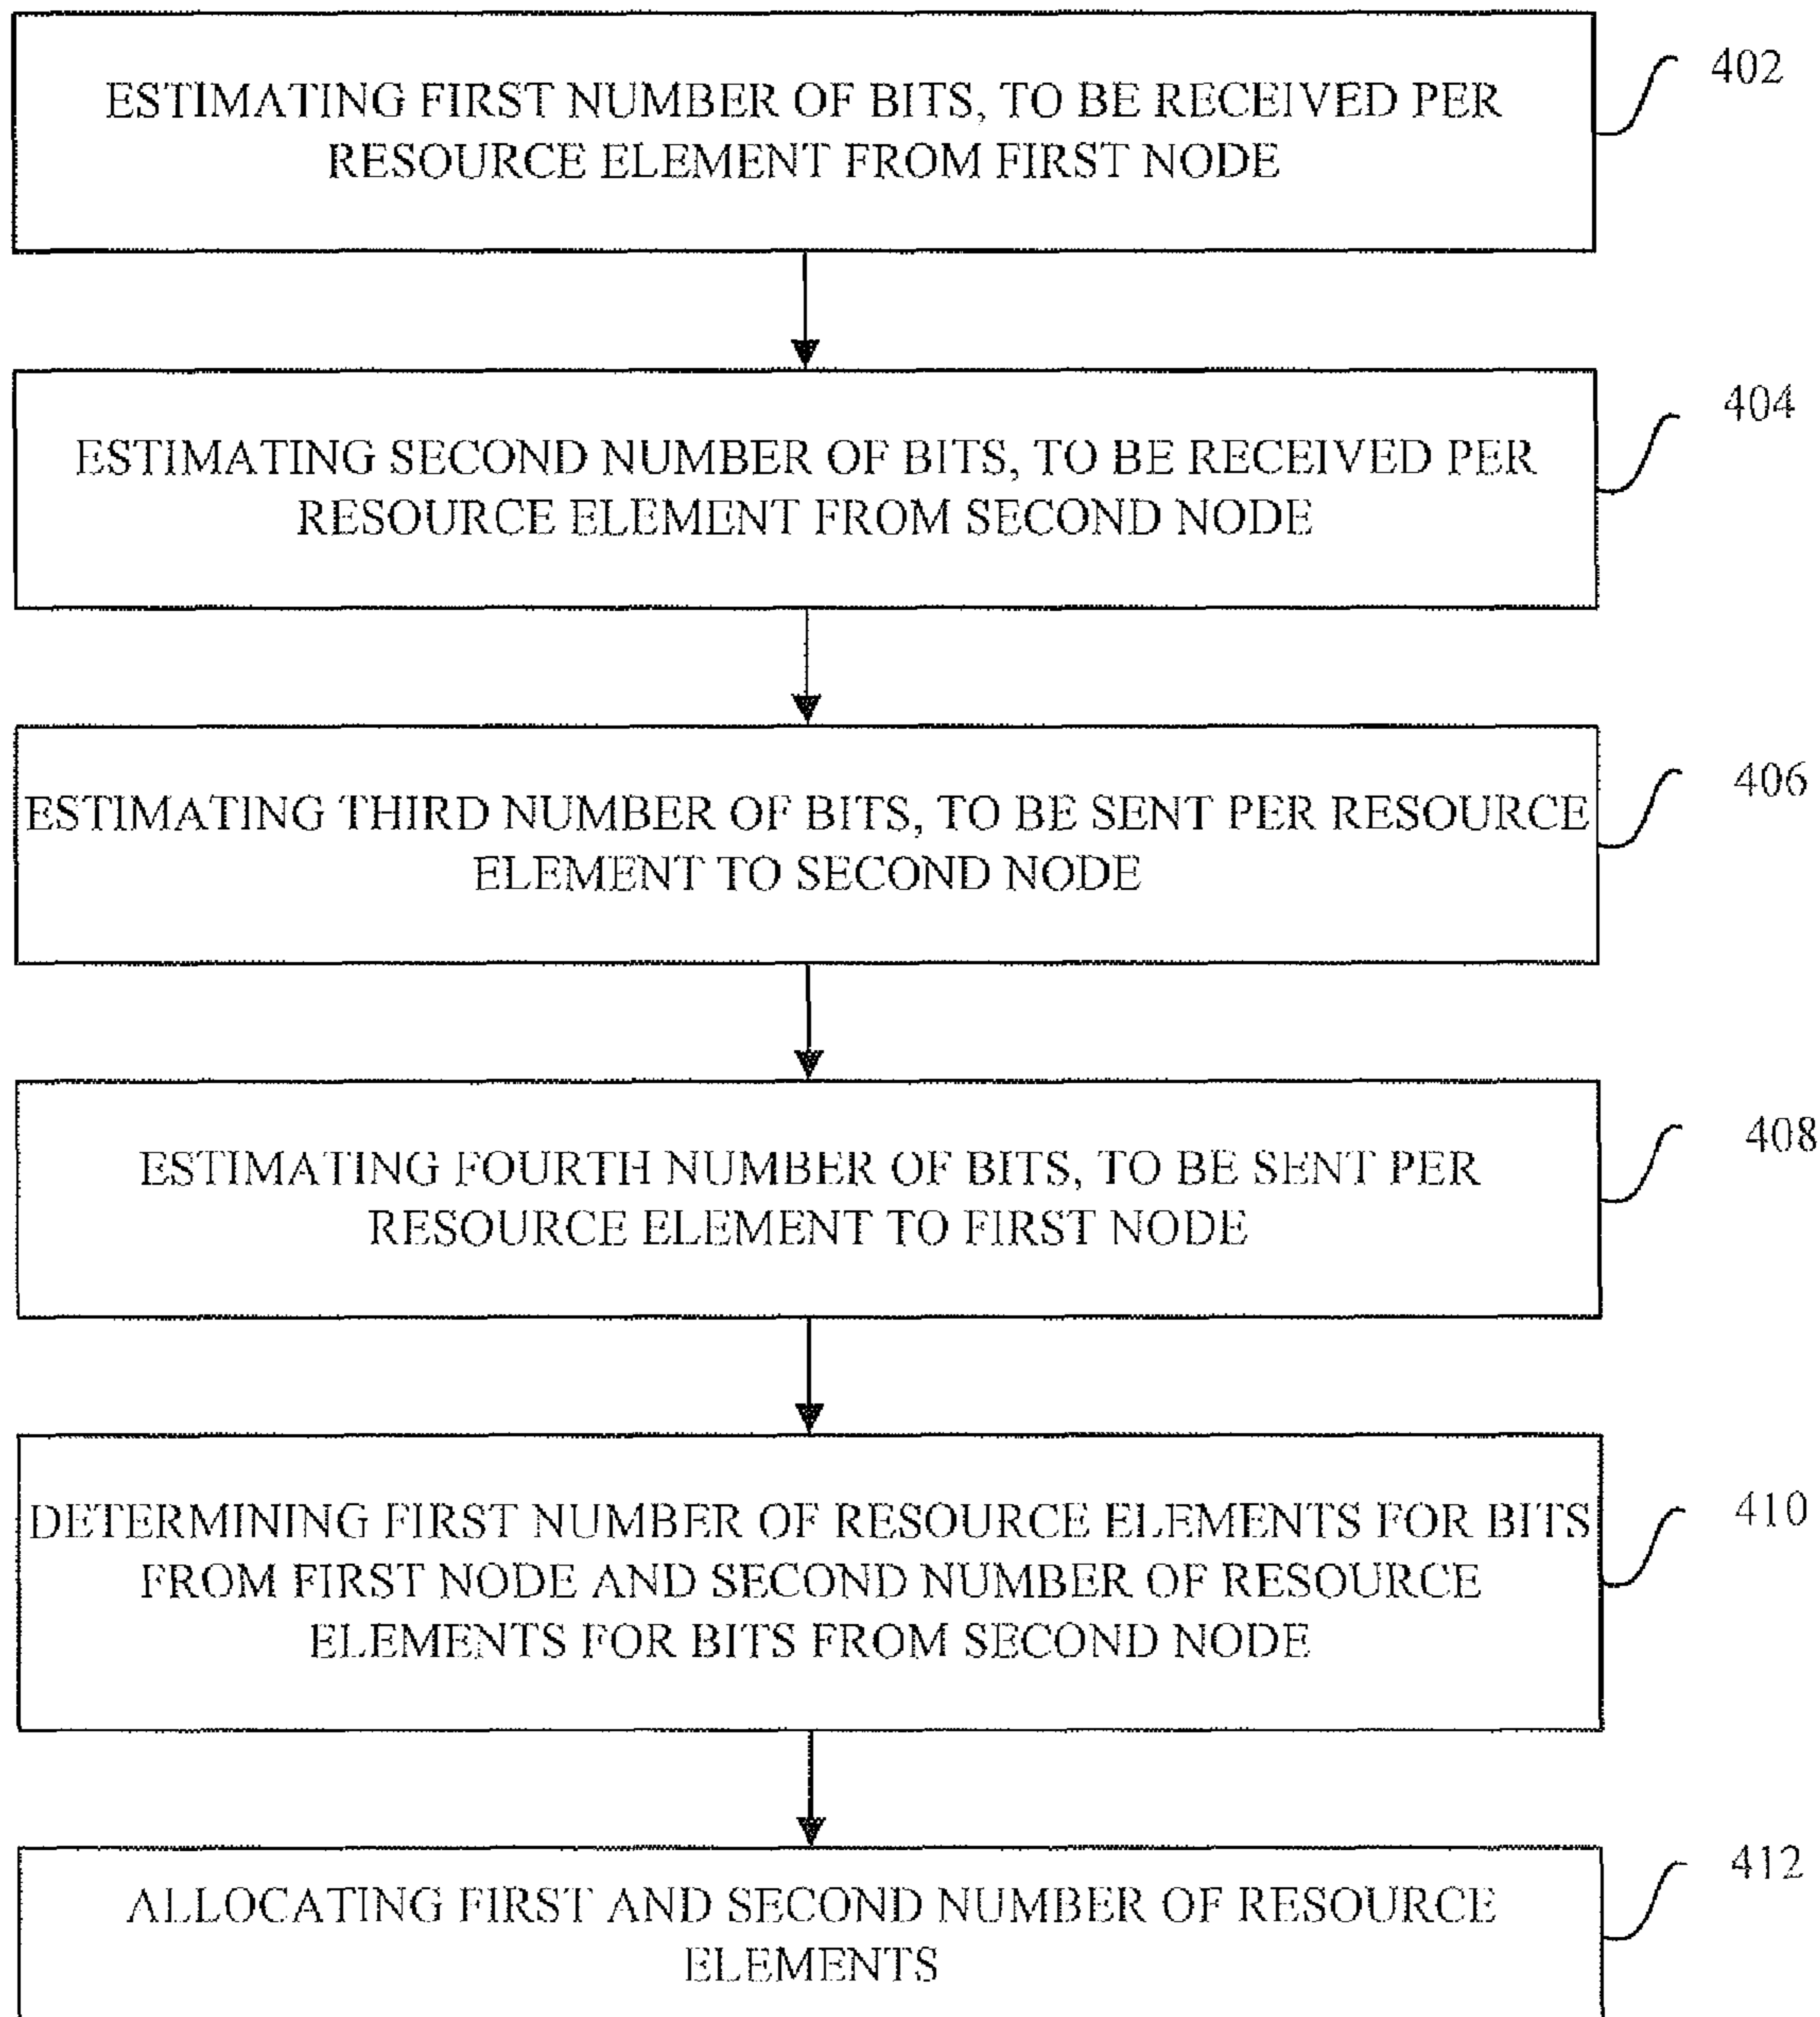 ESTIMATING FIRST NUMBER OF BITS, TO BE RECEIVED PER
RESOURCE ELEMENT FROM FIRST NODE
402
ESTIMATING SECOND NUMBER OF BITS, TO BE RECEIVED PER
RESOURCE ELEMENT FROM SECOND NODE
404
ESTIMATING THIRD NUMBER OF BITS, TO BE SENT PER RESOURCE
ELEMENT TO SECOND NODE
406
ESTIMATING FOURTH NUMBER OF BITS, TO BE SENT PER
RESOURCE ELEMENT TO FIRST NODE
408
DETERMINING FIRST NUMBER OF RESOURCE ELEMENTS FOR BITS
FROM FIRST NODE AND SECOND NUMBER OF RESOURCE
ELEMENTS FOR BITS FROM SECOND NODE
410
ALLOCATING FIRST AND SECOND NUMBER OF RESOURCE
ELEMENTS
412